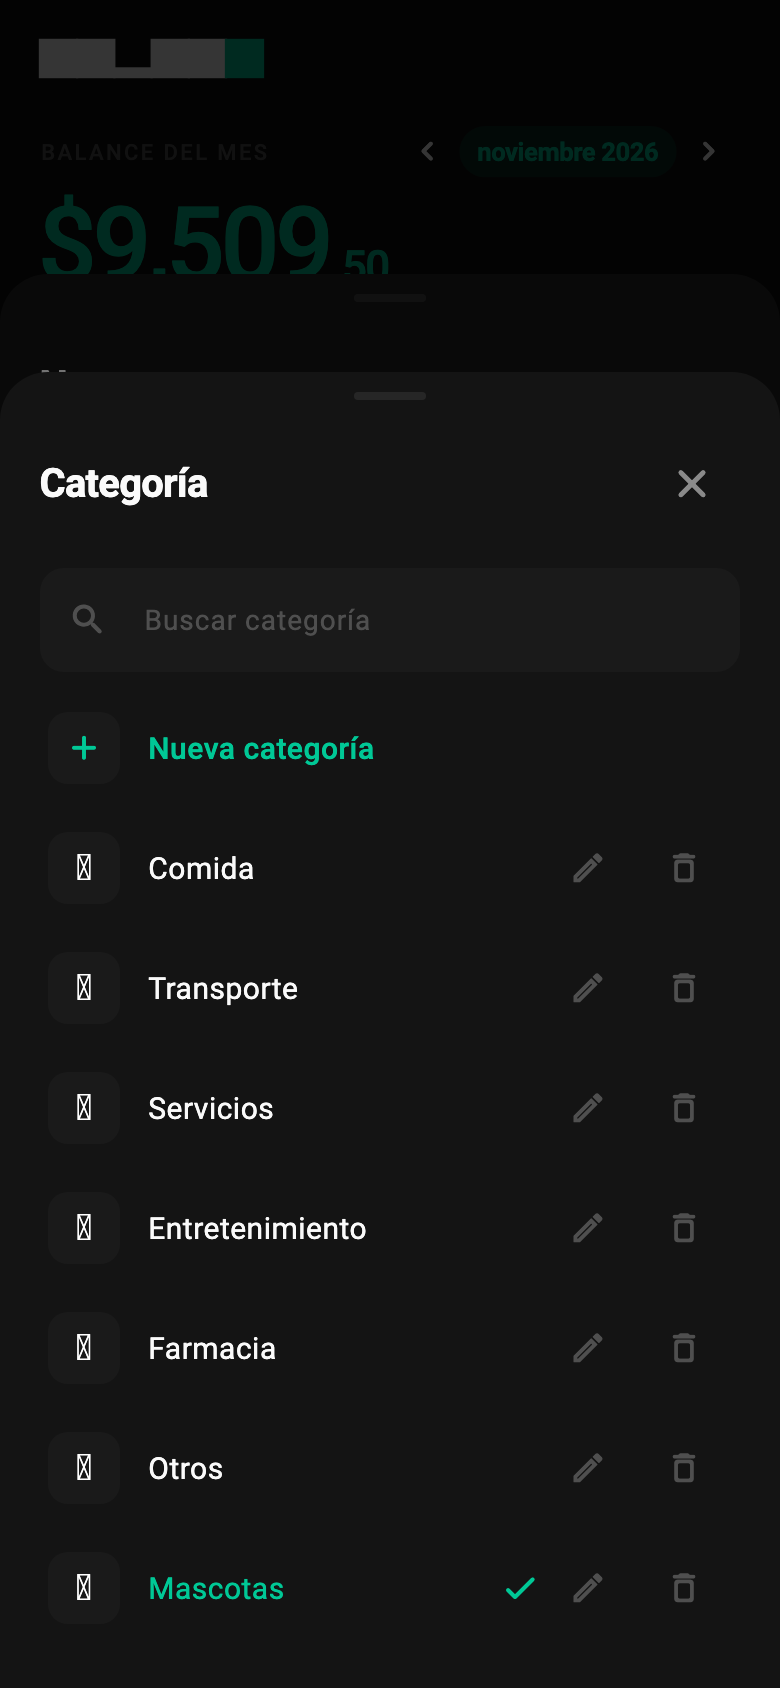 BALANCE DEL MES
noviembre 2026
$9,509.50
Categoría
Buscar categoría
Nueva categoría
Comida
Transporte
Servicios
Entretenimiento
Farmacia
Otros
Mascotas